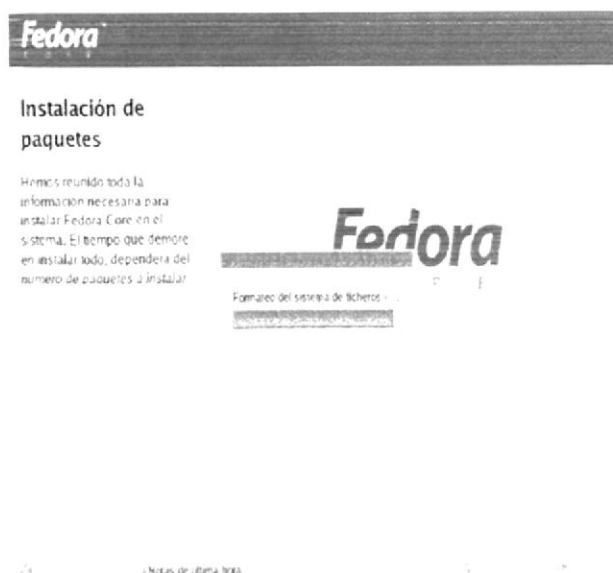 Fedora
CORE
Instalación de
paquetes
Hemos reunido toda la
información necesaria para
instalar Fedora Core en el
sistema. El tiempo que demore
en instalar todo, dependera del
número de paquetes a instalar
Fedora
Formateo del sistema de ficheros
Notas de última hora